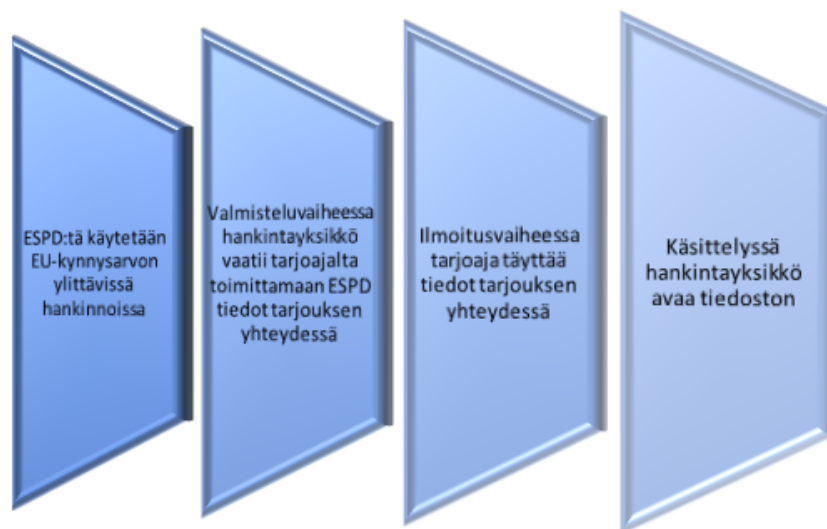 ESPD:tä käytetään
EU-kynnysarvon
ylittävissä
hankinnoissa
Valmisteluvaiheessa
hankintayksikkö
vaatii tarjoajalta
toimittamaan ESPD
tiedot tarjouksen
yhteydessä
Ilmoitusvaiheessa
tarjoaja täyttää
tiedot tarjouksen
yhteydessä
Käsittelyssä
hankintayksikkö
avaa tiedoston